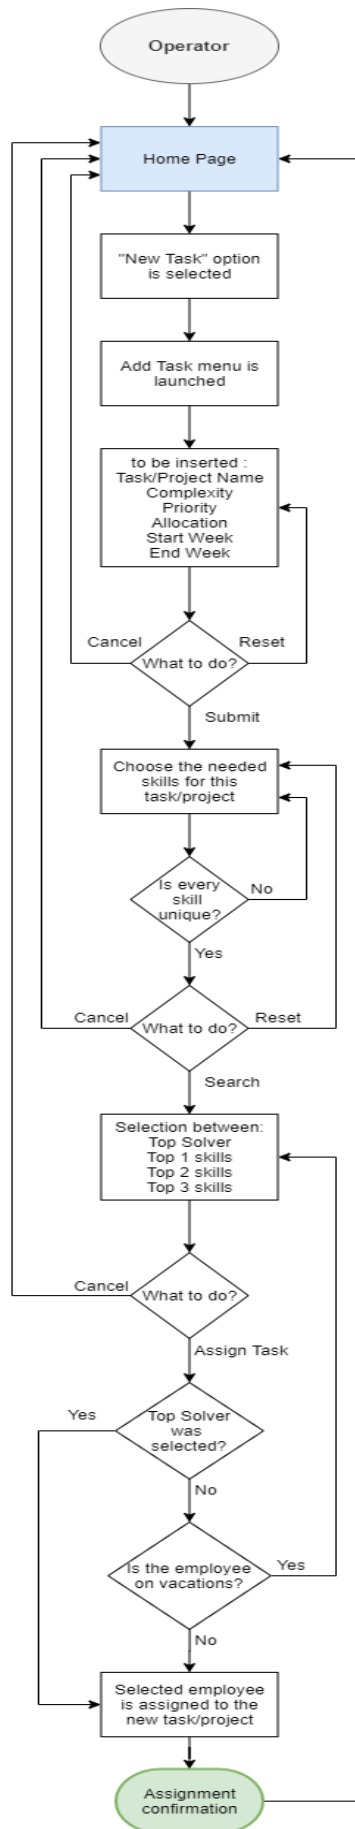 Operator
Home Page
"New Task" option
is selected
Add Task menu is
launched
to be inserted :
Task/Project Name
Complexity
Priority
Allocation
Start Week
End Week
Cancel
Reset
What to do?
Submit
Choose the needed
skills for this
task/project
Is every
skill
unique?
No
Yes
Cancel
What to do?
Reset
Search
Selection between:
Top Solver
Top 1 skills
Top 2 skills
Top 3 skills
Cancel
What to do?
Assign Task
Yes
Top Solver
was
selected?
No
Is the employee
on vacations?
Yes
No
Selected employee
is assigned to the
new task/project
Assignment
confirmation